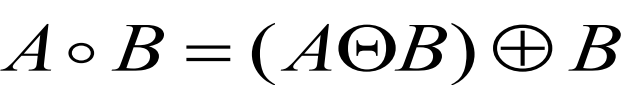 A ∘ B = (AΘB) ⊕ B